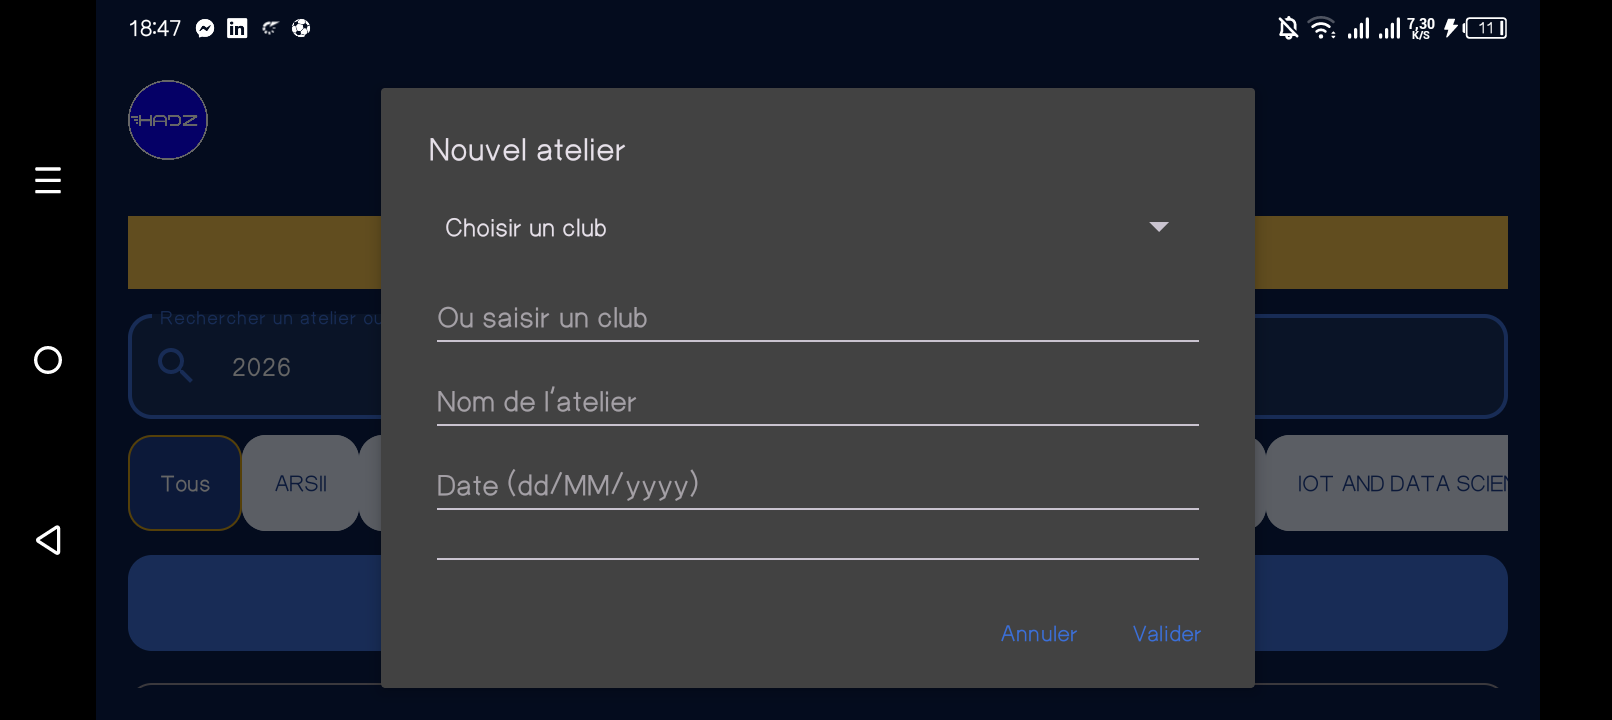 18:47
7,30
K/S
11
HADZ
Nouvel atelier
Choisir un club
Ou saisir un club
Rechercher un atelier ou
2026
Nom de l'atelier
Tous
ARSII
IOT AND DATA SCIEN
Date (dd/MM/yyyy)
Annuler
Valider